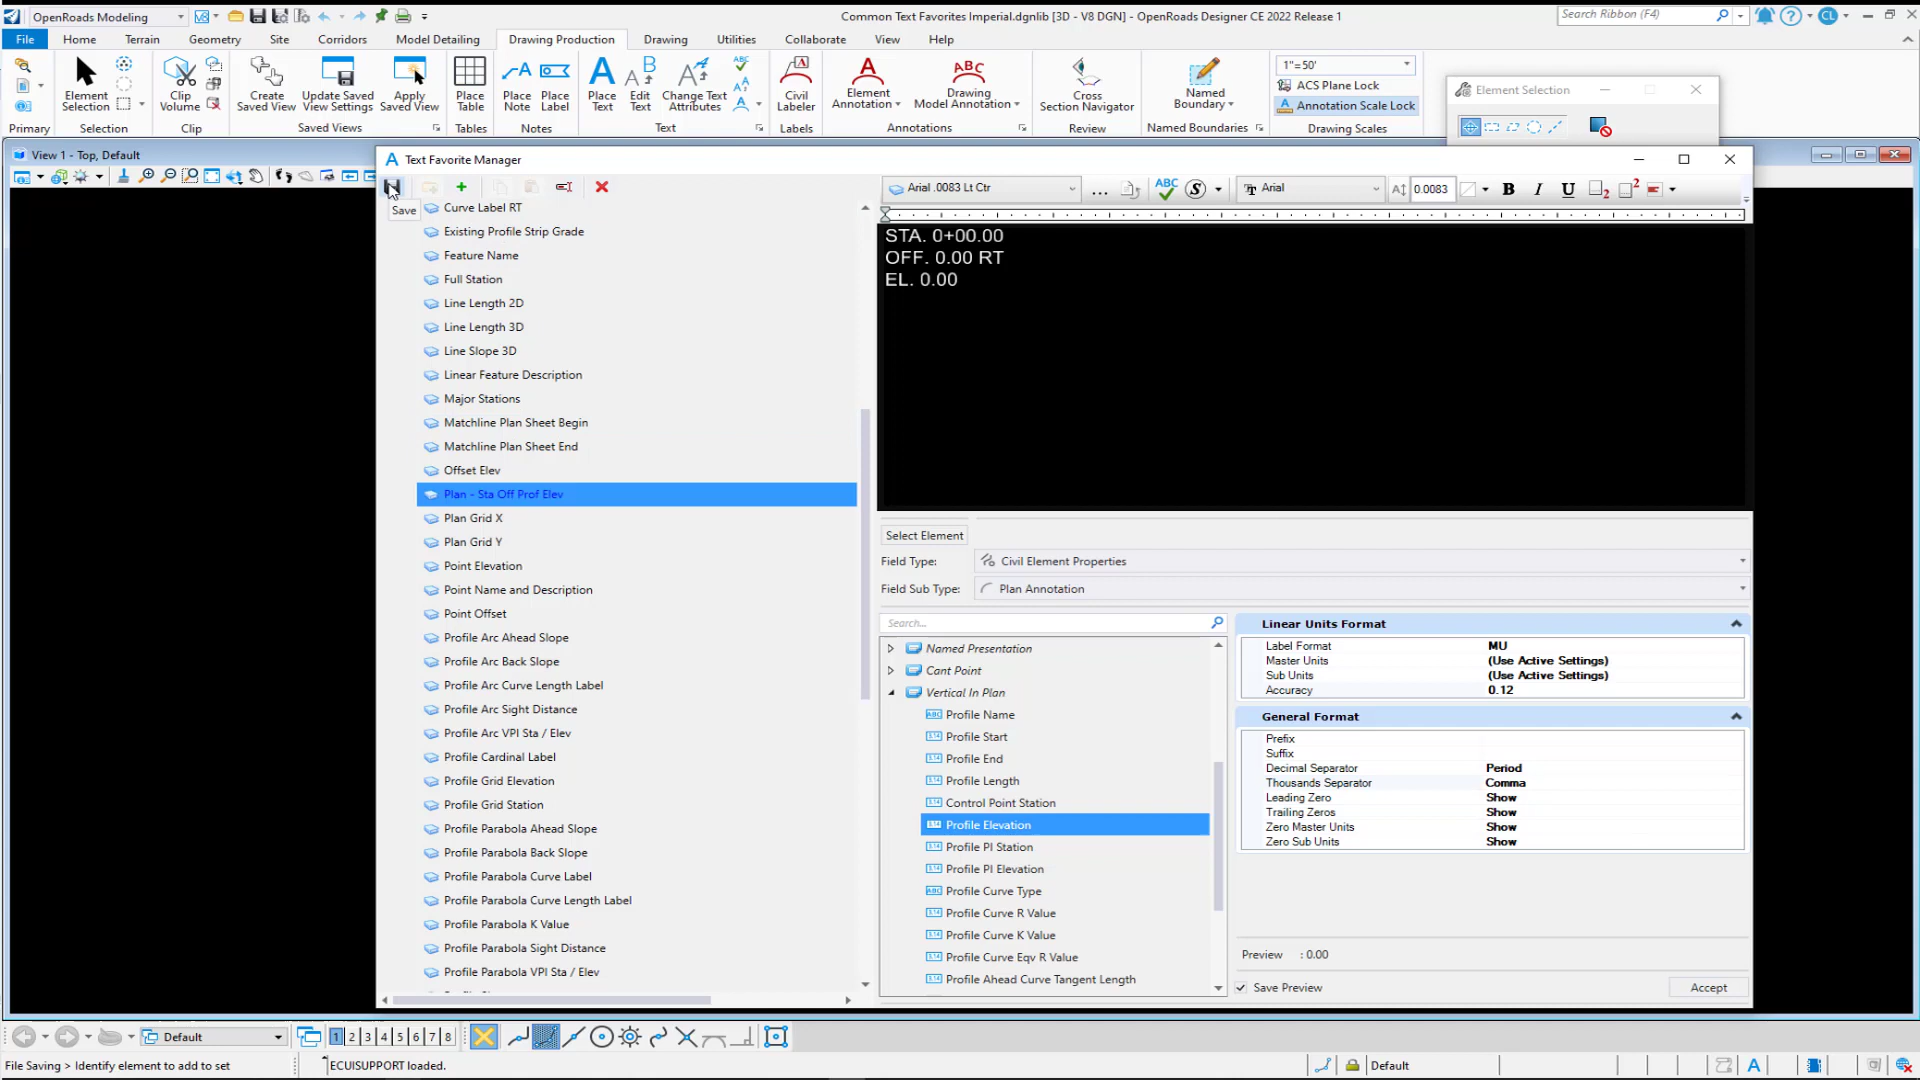 OpenRoads Modeling
Common Text Favorites Imperial.dgnlib [3D - V8 DGN] - OpenRoads Designer CE 2022 Release 1
Search Ribbon (F4)
CL
File
Home
Terrain
Geometry
Site
Corridors
Model Detailing
Drawing Production
Drawing
Utilities
Collaborate
View
Help
Element Selection
Clip Volume
Create Saved View
Update Saved View Settings
Apply Saved View
Place Table
Place Note
Place Label
Place Text
Edit Text
Change Text Attributes
Civil Labeler
Element Annotation
Drawing Model Annotation
Cross Section Navigator
Named Boundary
1"=50'
ACS Plane Lock
Annotation Scale Lock
Primary
Selection
Clip
Saved Views
Tables
Notes
Text
Labels
Annotations
Review
Named Boundaries
Drawing Scales
Element Selection
View 1 - Top, Default
Text Favorite Manager
Save
Curve Label RT
Existing Profile Strip Grade
Feature Name
Full Station
Line Length 2D
Line Length 3D
Line Slope 3D
Linear Feature Description
Major Stations
Matchline Plan Sheet Begin
Matchline Plan Sheet End
Offset Elev
Plan - Sta Off Prof Elev
Plan Grid X
Plan Grid Y
Point Elevation
Point Name and Description
Point Offset
Profile Arc Ahead Slope
Profile Arc Back Slope
Profile Arc Curve Length Label
Profile Arc Sight Distance
Profile Arc VPI Sta / Elev
Profile Cardinal Label
Profile Grid Elevation
Profile Grid Station
Profile Parabola Ahead Slope
Profile Parabola Back Slope
Profile Parabola Curve Label
Profile Parabola Curve Length Label
Profile Parabola K Value
Profile Parabola Sight Distance
Profile Parabola VPI Sta / Elev
Arial .0083 Lt Ctr
Arial
0.0083
STA. 0+00.00
OFF. 0.00 RT
EL. 0.00
Select Element
Field Type: Civil Element Properties
Field Sub Type: Plan Annotation
Search...
Named Presentation
Cant Point
Vertical In Plan
Profile Name
Profile Start
Profile End
Profile Length
Control Point Station
Profile Elevation
Profile PI Station
Profile PI Elevation
Profile Curve Type
Profile Curve R Value
Profile Curve K Value
Profile Curve Eqv R Value
Profile Ahead Curve Tangent Length
Linear Units Format
Label Format MU
Master Units (Use Active Settings)
Sub Units (Use Active Settings)
Accuracy 0.12
General Format
Prefix
Suffix
Decimal Separator Period
Thousands Separator Comma
Leading Zero Show
Trailing Zeros Show
Zero Master Units Show
Zero Sub Units Show
Preview : 0.00
Save Preview
Accept
Default
1 2 3 4 5 6 7 8
File Saving > Identify element to add to set
ECUISUPPORT loaded.
Default